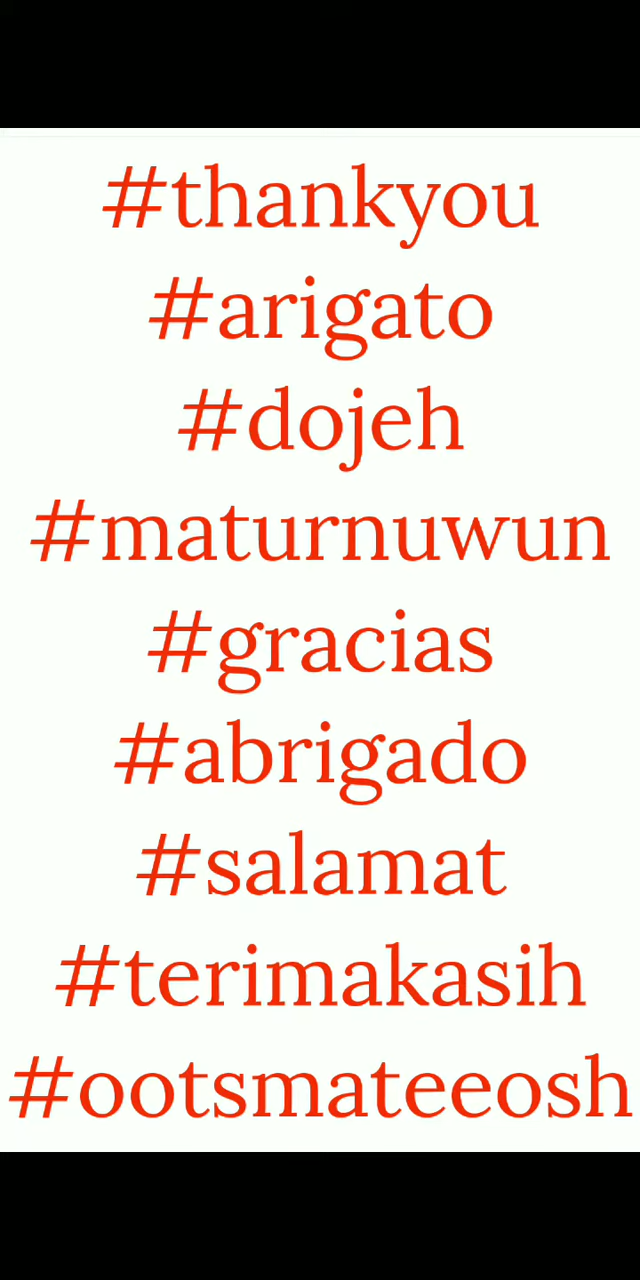 #thankyou
#arigato
#dojeh
#maturnuwun
#gracias
#abrigado
#salamat
#terimakasih
#ootsmateeosh